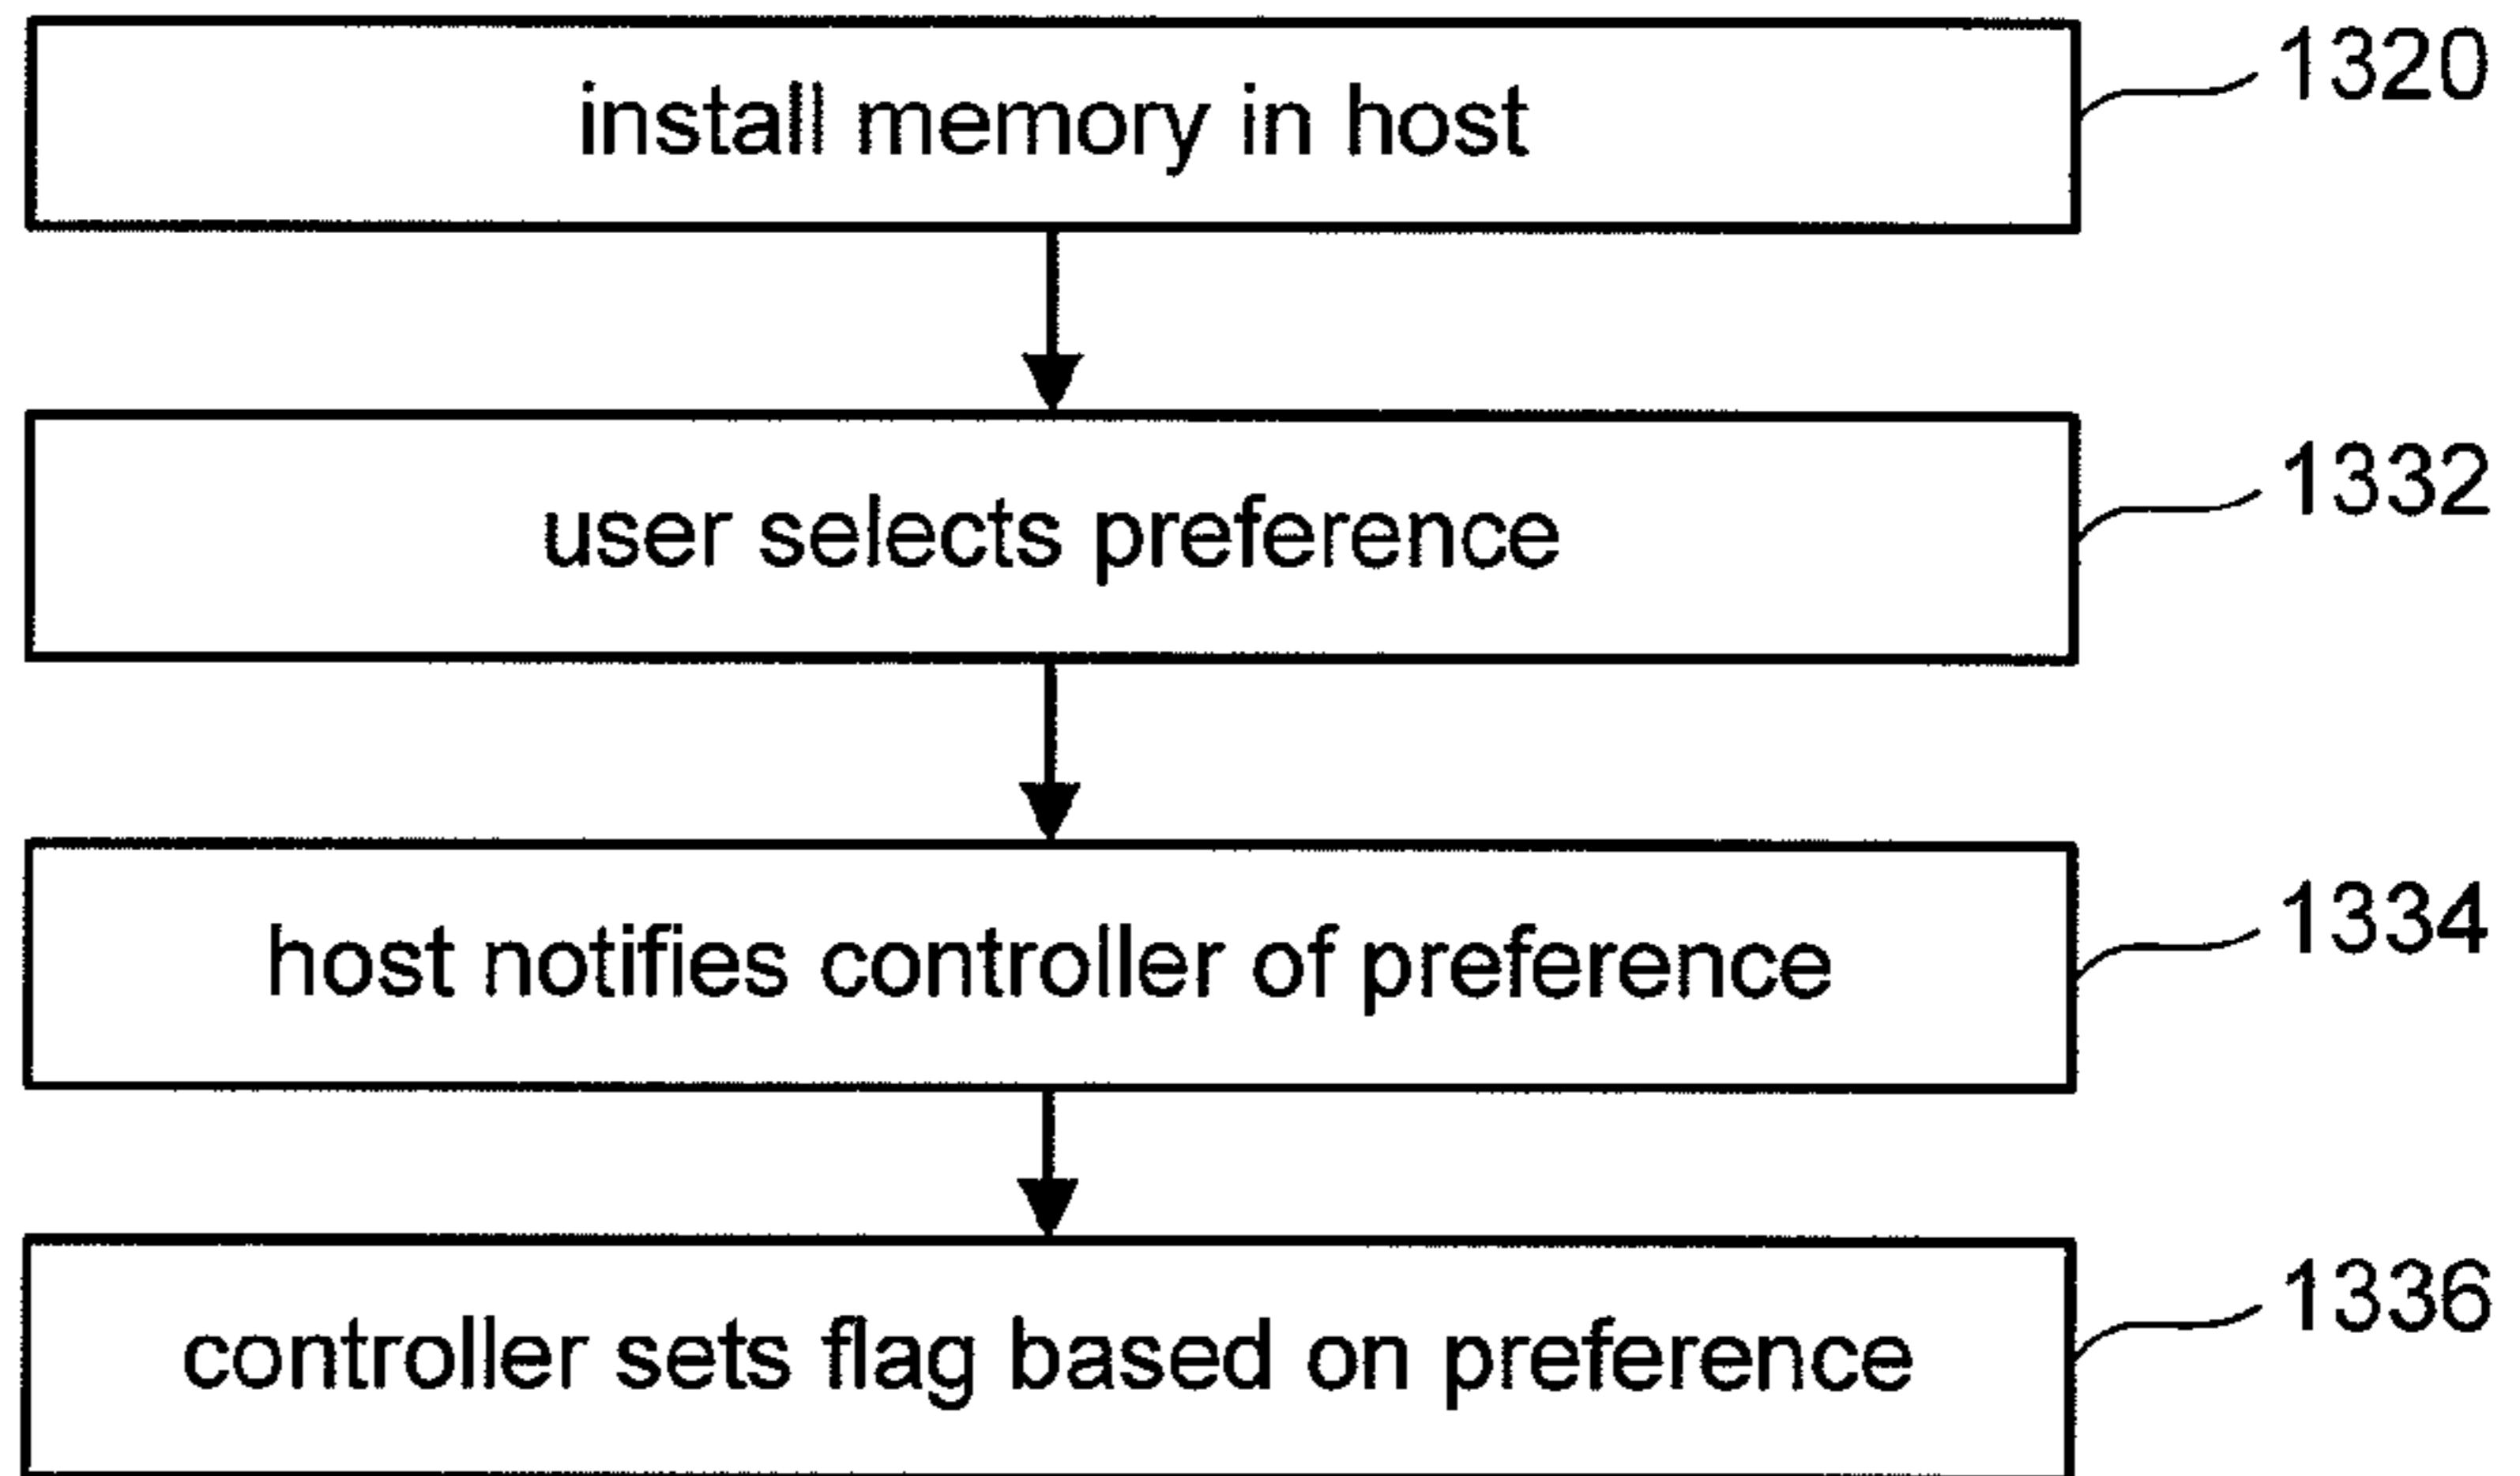 install memory in host
1320
user selects preference
1332
host notifies controller of preference
1334
controller sets flag based on preference
1336